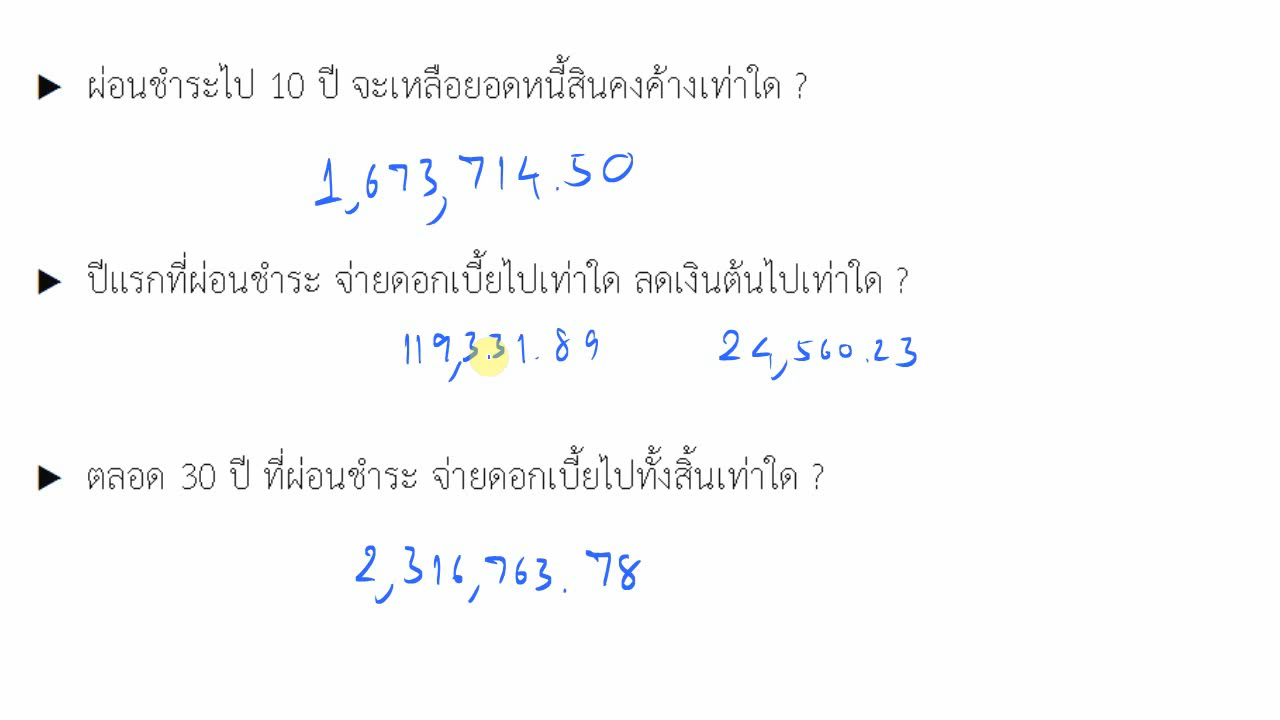 ▶ ผ่อนชำระไป 10 ปี จะเหลือยอดหนี้สินคงค้างเท่าใด ?
1,673,714.50
▶ ปีแรกที่ผ่อนชำระ จ่ายดอกเบี้ยไปเท่าใด ลดเงินต้นไปเท่าใด ?
119,331.89 24,560.23
▶ ตลอด 30 ปี ที่ผ่อนชำระ จ่ายดอกเบี้ยไปทั้งสิ้นเท่าใด ?
2,316,763.78